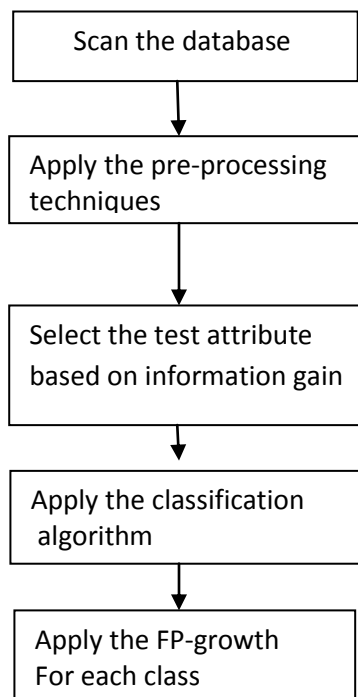 Scan the database
Apply the pre-processing
techniques
Select the test attribute
based on information gain
Apply the classification
algorithm
Apply the FP-growth
For each class